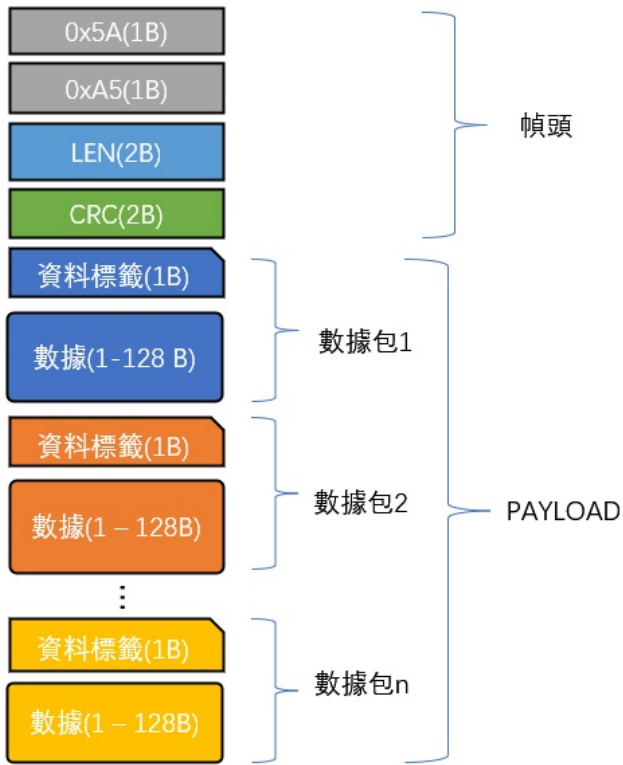 0x5A(1B)
0xA5(1B)
LEN(2B)
CRC(2B)
幀頭
資料標籤(1B)
數據(1-128 B)
數據包1
資料標籤(1B)
數據(1 – 128B)
數據包2
PAYLOAD
⋮
資料標籤(1B)
數據(1 – 128B)
數據包n